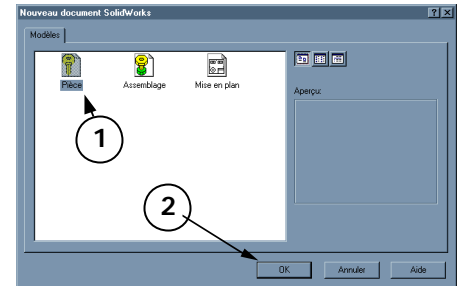 Nouveau document SolidWorks
Modèles
Pièce
Assemblage
Mise en plan
Aperçu:
1
2
OK
Annuler
Aide